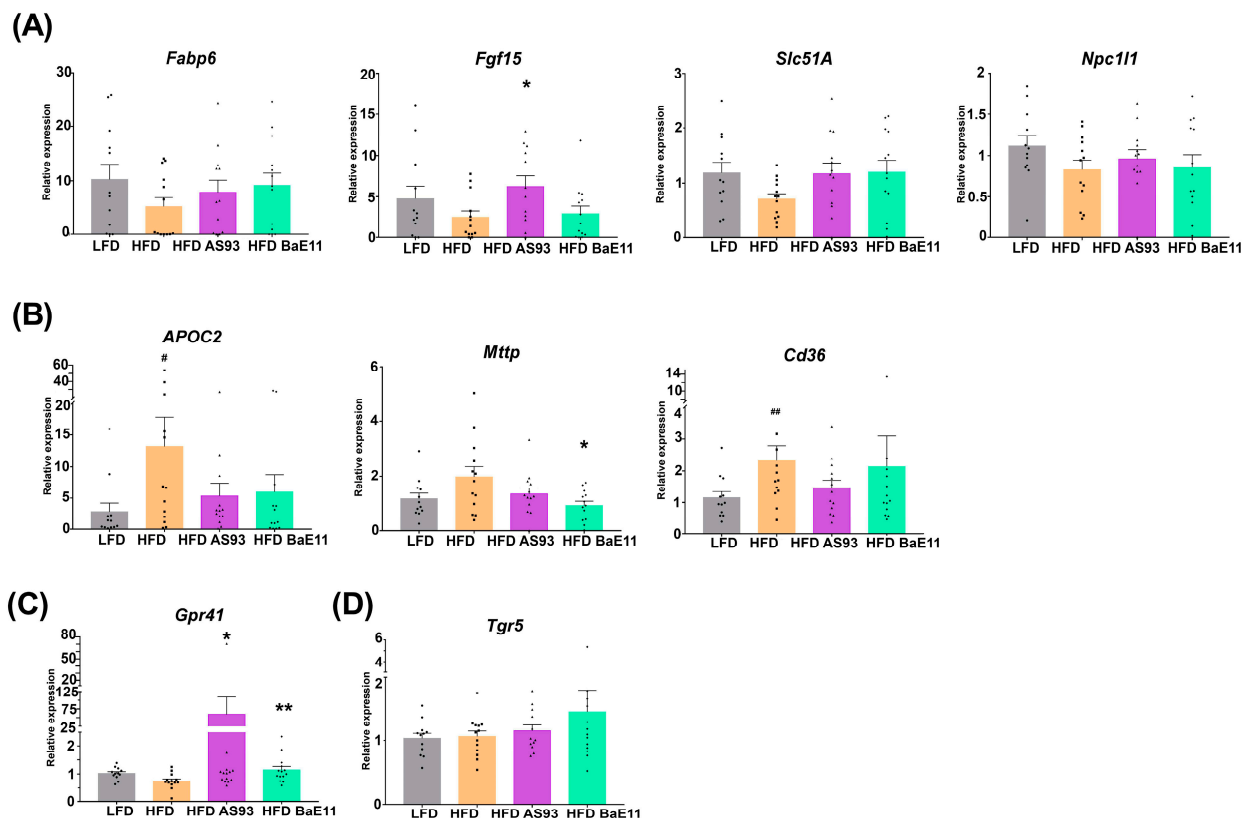 (A)
Fabp6
Fgf15
Slc51A
Npc1l1
Relative expression
30
20
10
0
LFD HFD HFD AS93 HFD BaE11
Relative expression
20
15
10
5
0
*
LFD HFD HFD AS93 HFD BaE11
Relative expression
3
2
1
0
LFD HFD HFD AS93 HFD BaE11
Relative expression
2
1.5
1
0.5
0
LFD HFD HFD AS93 HFD BaE11
(B)
APOC2
Mttp
Cd36
Relative expression
60
40
20
15
10
5
0
#
LFD HFD HFD AS93 HFD BaE11
Relative expression
6
4
2
0
*
LFD HFD HFD AS93 HFD BaE11
Relative expression
14
10
4
3
2
1
0
##
LFD HFD HFD AS93 HFD BaE11
(C)
Gpr41
Relative expression
80
70
50
125
75
25
2
1
0
*
**
LFD HFD HFD AS93 HFD BaE11
(D)
Tgr5
Relative expression
6
4
2
1
0
LFD HFD HFD AS93 HFD BaE11